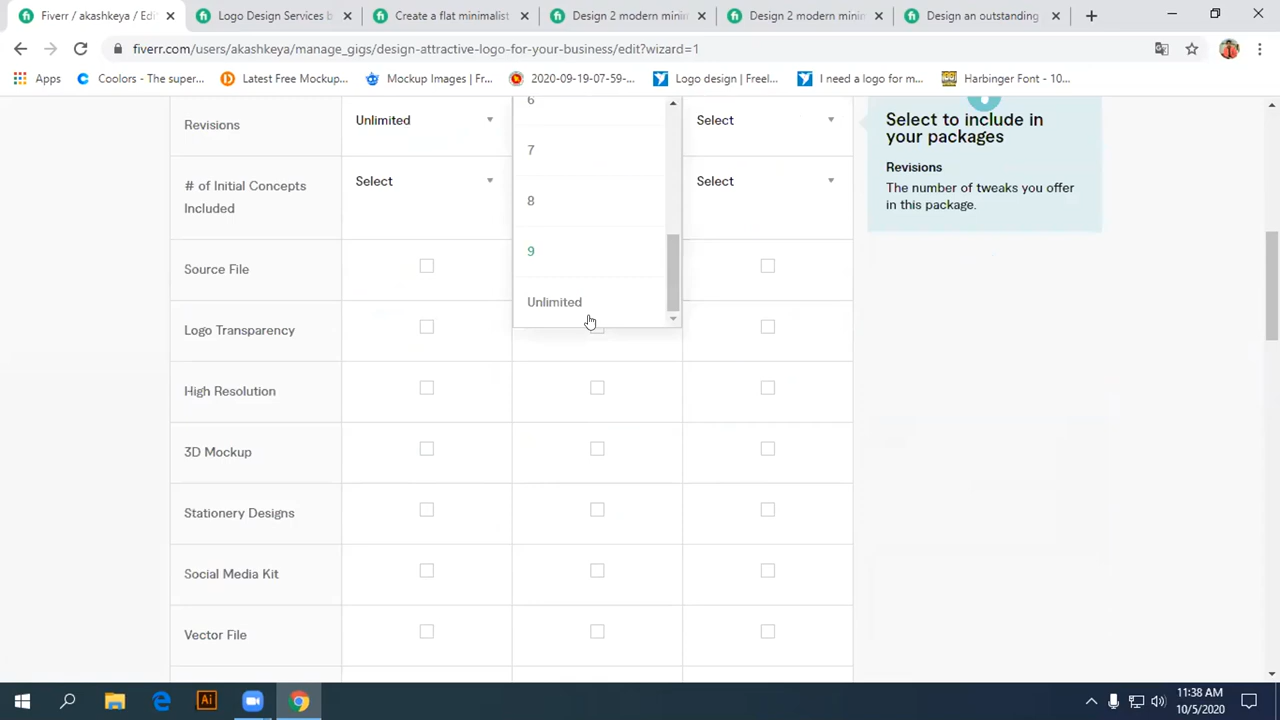 Fiverr / akashkeya / Edi
Logo Design Services b
Create a flat minimalist
Design 2 modern minim
Design 2 modern minim
Design an outstanding
fiverr.com/users/akashkeya/manage_gigs/design-attractive-logo-for-your-business/edit?wizard=1
Apps
Coolors - The super...
Latest Free Mockup...
Mockup Images | Fr...
2020-09-19-07-59-...
Logo design | Freel...
I need a logo for m...
Harbinger Font - 10...
Revisions
Unlimited
6
Select
Select to include in
your packages
Revisions
The number of tweaks you offer
in this package.
7
# of Initial Concepts
Included
Select
8
Select
Source File
9
Unlimited
Logo Transparency
High Resolution
3D Mockup
Stationery Designs
Social Media Kit
Vector File
Ai
11:38 AM
10/5/2020